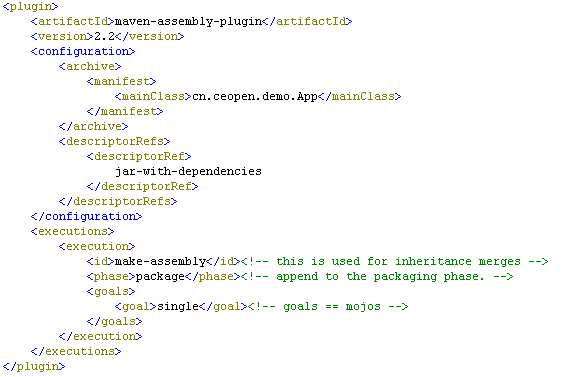 <plugin>
    <artifactId>maven-assembly-plugin</artifactId>
    <version>2.2</version>
    <configuration>
        <archive>
            <manifest>
                <mainClass>cn.ceopen.demo.App</mainClass>
            </manifest>
        </archive>
        <descriptorRefs>
            <descriptorRef>
                jar-with-dependencies
            </descriptorRef>
        </descriptorRefs>
    </configuration>
    <executions>
        <execution>
            <id>make-assembly</id><!-- this is used for inheritance merges -->
            <phase>package</phase><!-- append to the packaging phase. -->
            <goals>
                <goal>single</goal><!-- goals == mojos -->
            </goals>
        </execution>
    </executions>
</plugin>